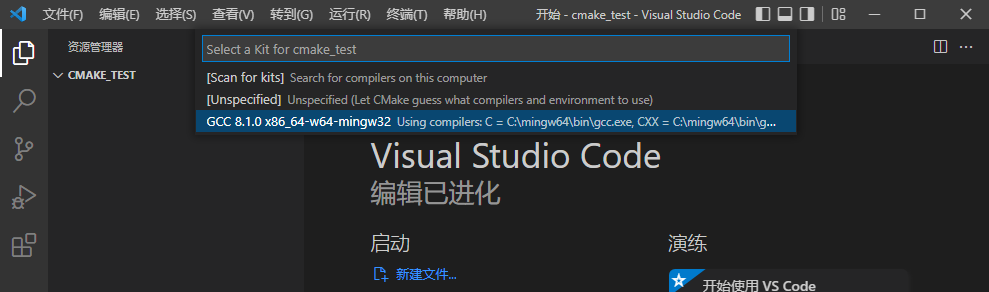 文件(F) 编辑(E) 选择(S) 查看(V) 转到(G) 运行(R) 终端(T) 帮助(H) 开始 - cmake_test - Visual Studio Code
资源管理器
Select a Kit for cmake_test
CMAKE_TEST
[Scan for kits] Search for compilers on this computer
[Unspecified] Unspecified (Let CMake guess what compilers and environment to use)
GCC 8.1.0 x86_64-w64-mingw32 Using compilers: C = C:\mingw64\bin\gcc.exe, CXX = C:\mingw64\bin\g...
Visual Studio Code
编辑已进化
启动 演练
新建文件... 开始使用 VS Code